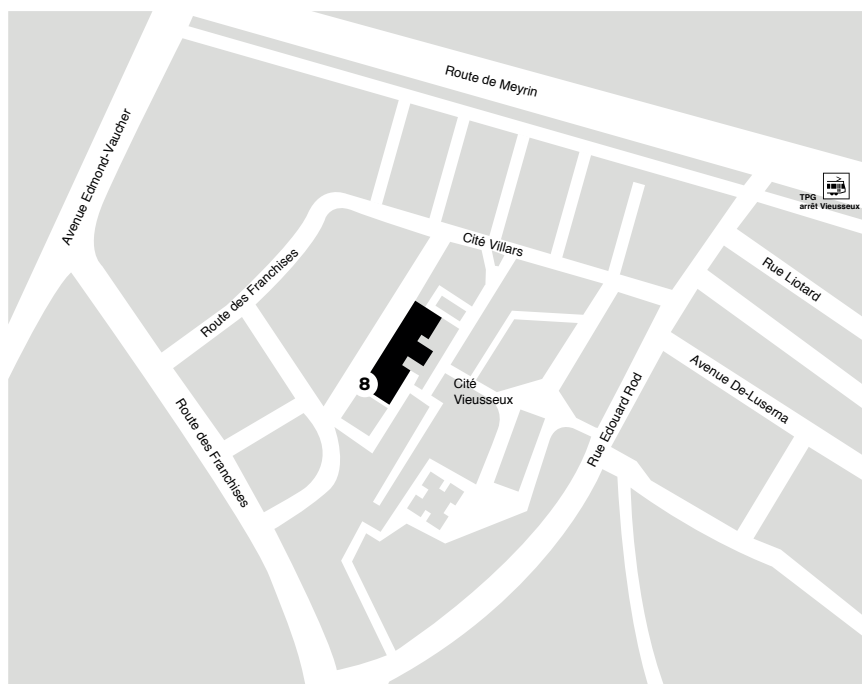 Route de Meyrin
Avenue Edmond-Vaucher
TPG
arrêt Vieusseux
Cité Villars
Rue Liotard
Route des Franchises
8
Cité
Vieusseux
Avenue De-Luserna
Rue Edouard Rod
Route des Franchises